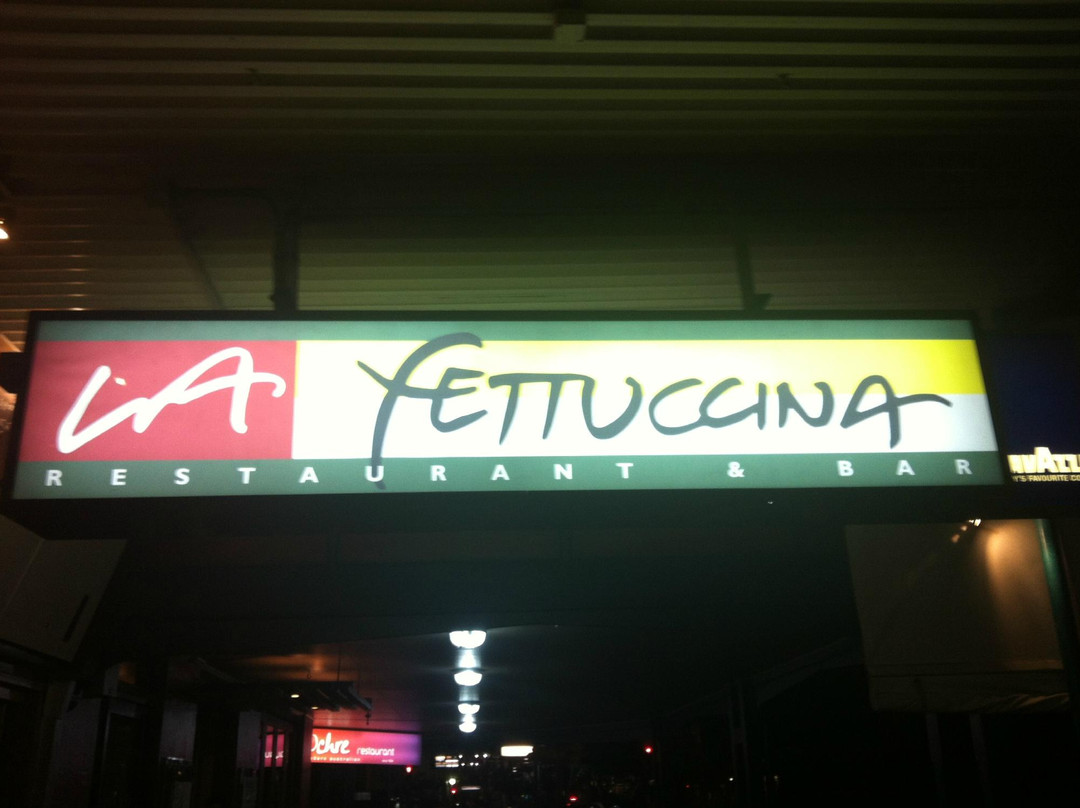 LA FETTUCCINA
RESTAURANT & BAR
Ochre restaurant